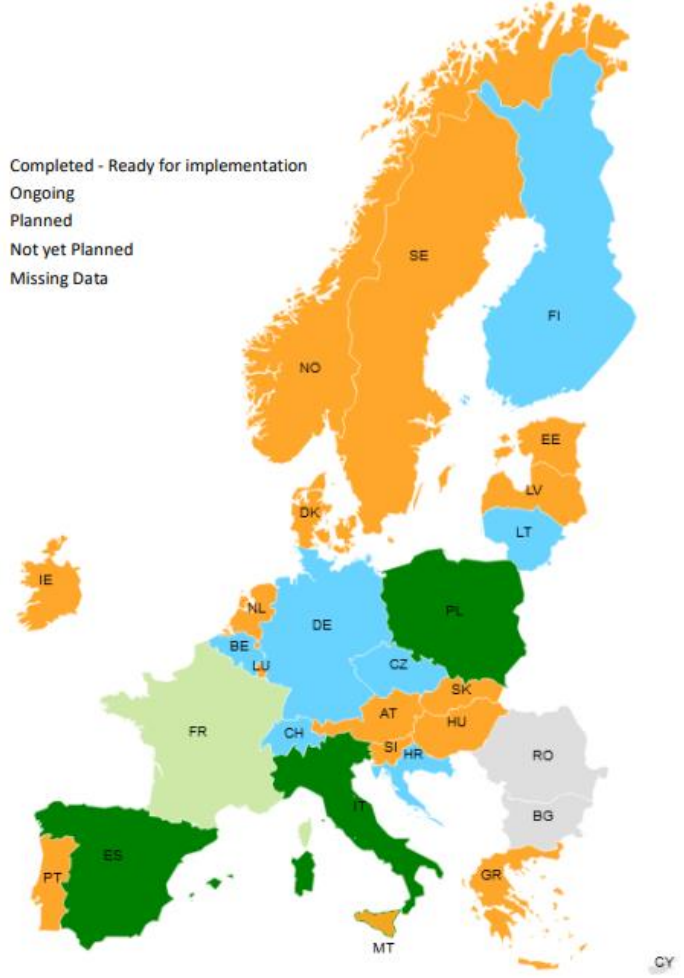 Completed - Ready for implementation
Ongoing
Planned
Not yet Planned
Missing Data
SE
FI
NO
EE
LV
DK
LT
IE
NL
PL
DE
BE
LU
CZ
SK
AT
HU
FR
CH
SI
HR
RO
IT
BG
ES
PT
GR
MT
CY